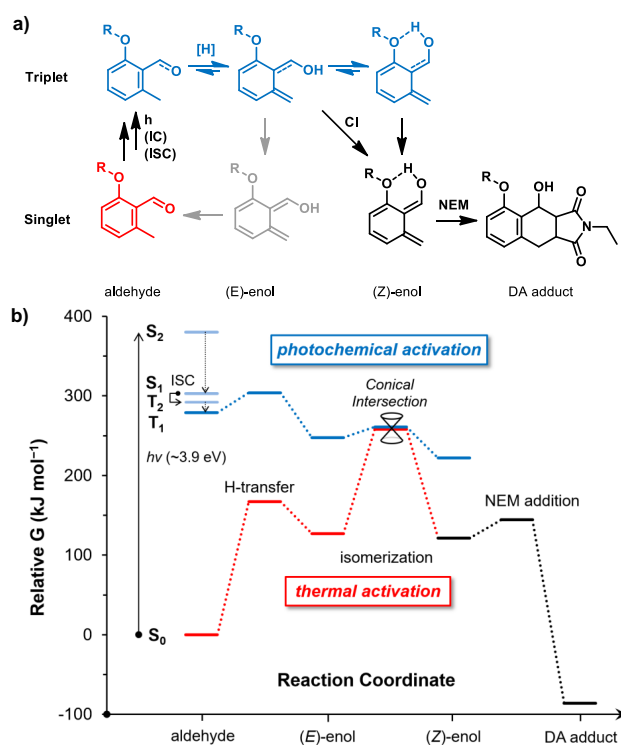 a)
R
O
O
[H]
R
O
OH
R
O
H
O
Triplet
h
(IC)
(ISC)
CI
R
O
O
R
O
OH
R
O
H
O
NEM
R
O
OH
O
N
O
Singlet
aldehyde
(E)-enol
(Z)-enol
DA adduct
b)
400
300
200
100
0
-100
Relative G (kJ mol⁻¹)
S₂
S₁
ISC
T₂
T₁
hv (~3.9 eV)
S₀
photochemical activation
Conical
Intersection
H-transfer
NEM addition
isomerization
thermal activation
Reaction Coordinate
aldehyde
(E)-enol
(Z)-enol
DA adduct